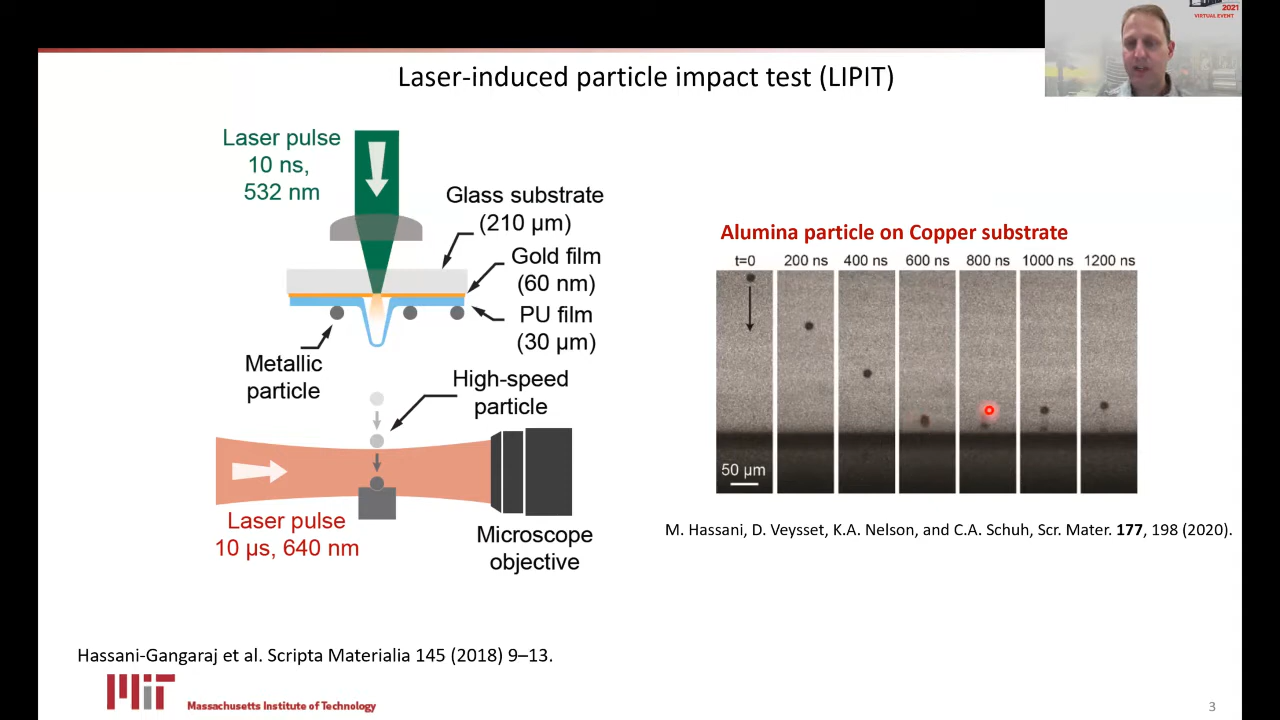 2021
VIRTUAL EVENT
Laser-induced particle impact test (LIPIT)
Laser pulse
10 ns,
532 nm
Glass substrate
(210 µm)
Gold film
(60 nm)
PU film
(30 µm)
Metallic
particle
High-speed
particle
Laser pulse
10 µs, 640 nm
Microscope
objective
Alumina particle on Copper substrate
t=0 200 ns 400 ns 600 ns 800 ns 1000 ns 1200 ns
50 µm
M. Hassani, D. Veysset, K.A. Nelson, and C.A. Schuh, Scr. Mater. 177, 198 (2020).
Hassani-Gangaraj et al. Scripta Materialia 145 (2018) 9–13.
MIT
Massachusetts Institute of Technology
3